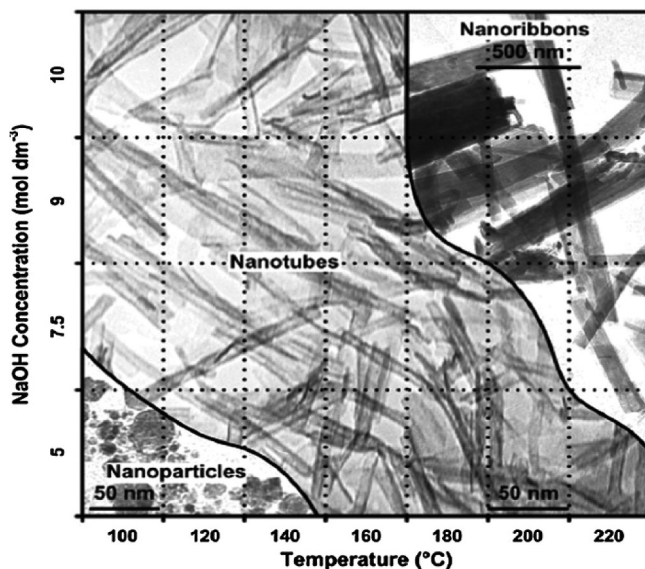 Nanoribbons
500 nm
Nanotubes
Nanoparticles
50 nm
50 nm
NaOH Concentration (mol dm⁻³)
10
9
7.5
5
100 120 140 160 180 200 220
Temperature (°C)